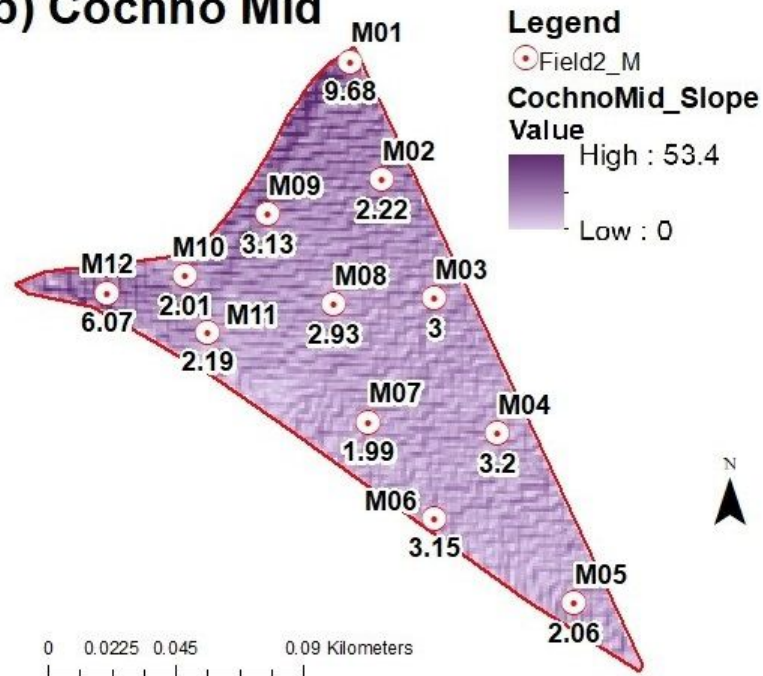 b) Cochno Mid
Legend
Field2_M
CochnoMid_Slope
Value
High : 53.4
Low : 0
M01
9.68
M02
2.22
M09
3.13
M10
2.01
M12
6.07
M11
2.19
M08
2.93
M03
3
M07
1.99
M04
3.2
M06
3.15
M05
2.06
N
0 0.0225 0.045 0.09 Kilometers